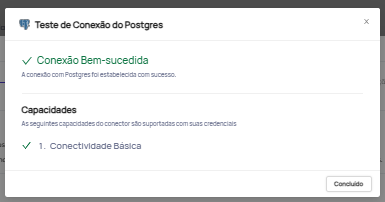 Teste de Conexão do Postgres
Conexão Bem-sucedida
A conexão com Postgres foi estabelecida com sucesso.
Capacidades
As seguintes capacidades do conector são suportadas com suas credenciais
1. Conectividade Básica
Concluído